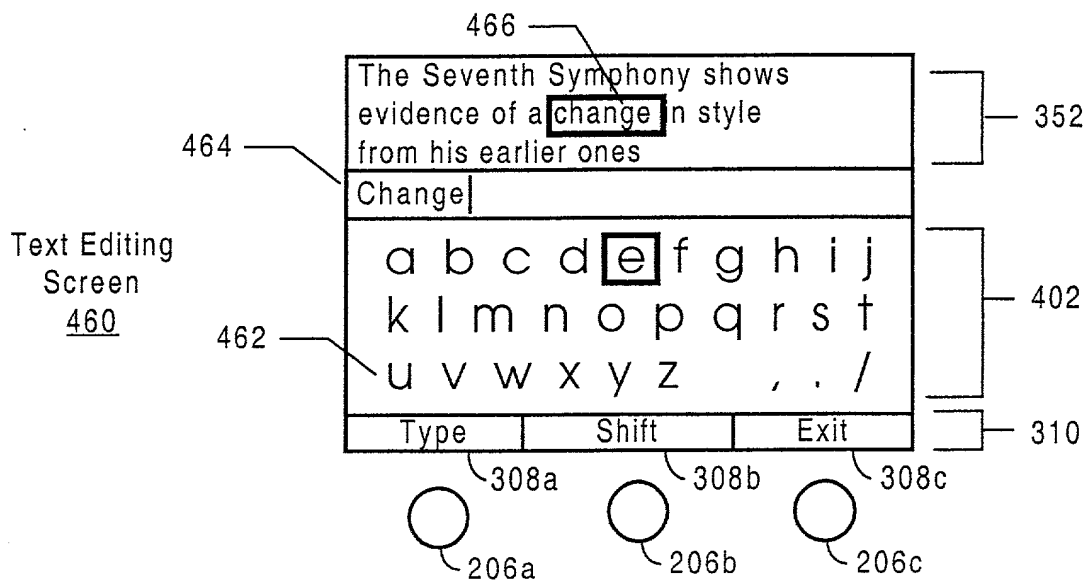 466
The Seventh Symphony shows
evidence of a change in style
from his earlier ones
352
464
Change
Text Editing
Screen
460
a b c d e f g h i j
k l m n o p q r s t
402
462
u v w x y z , . /
Type Shift Exit
310
308a 308b 308c
206a 206b 206c